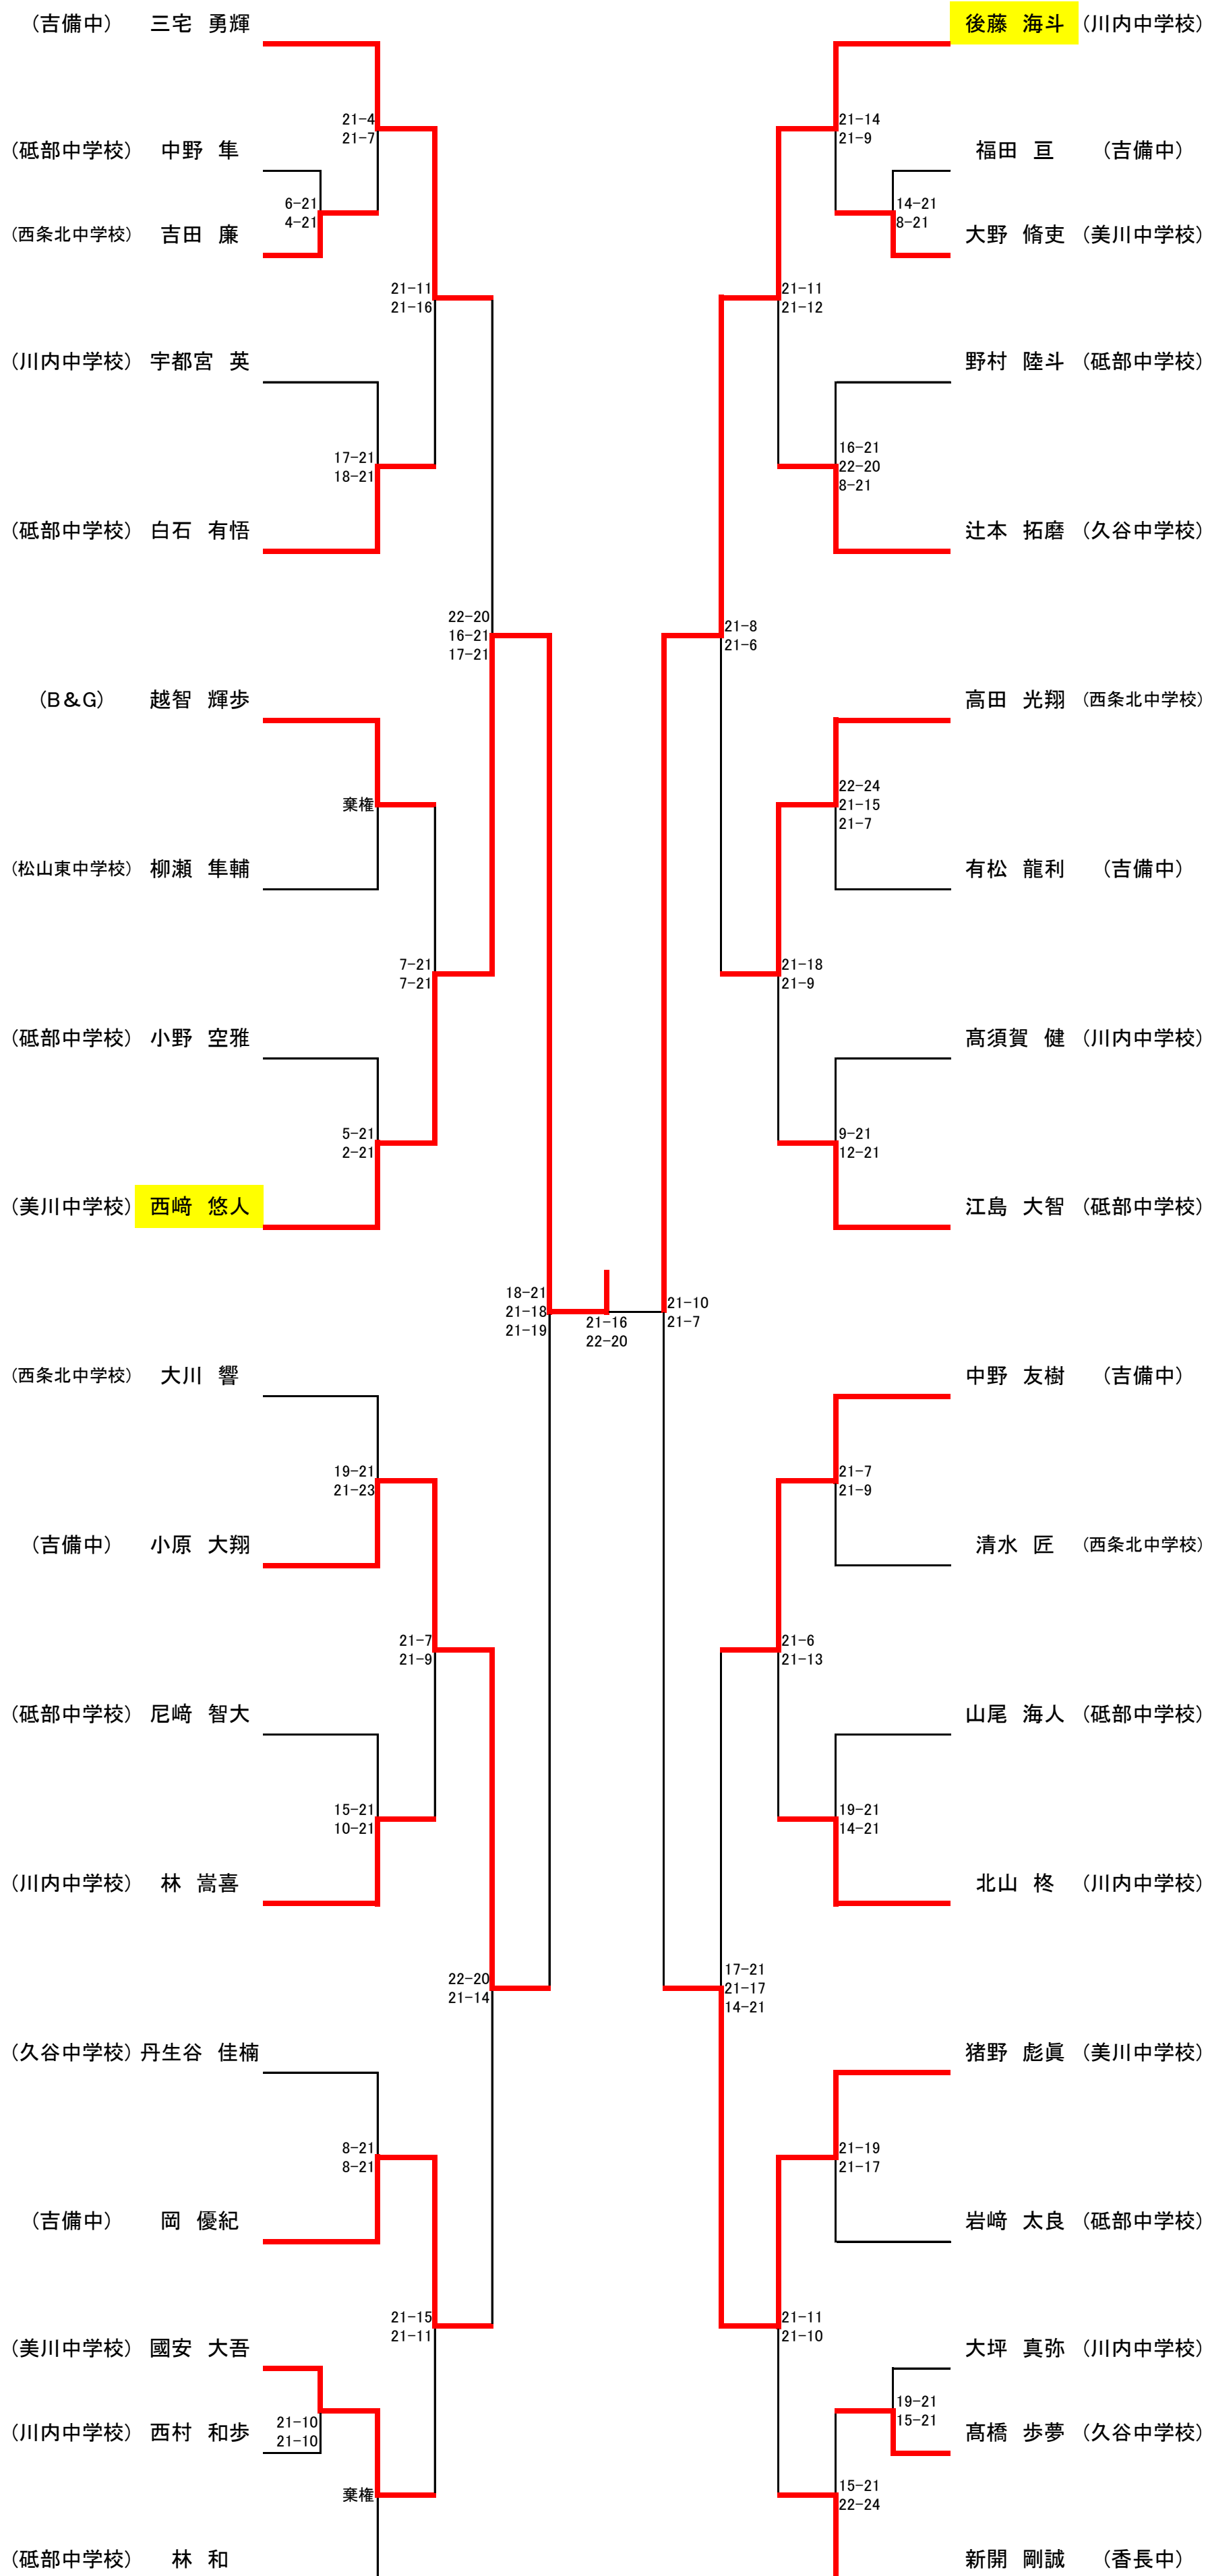 (吉備中) 三宅 勇輝
21-4
21-7
(砥部中学校) 中野 隼
6-21
4-21
(西条北中学校) 吉田 廉
21-11
21-16
(川内中学校) 宇都宮 英
17-21
18-21
(砥部中学校) 白石 有悟
22-20
16-21
17-21
(B&G) 越智 輝歩
棄権
(松山東中学校) 柳瀬 隼輔
7-21
7-21
(砥部中学校) 小野 空雅
5-21
2-21
(美川中学校) 西﨑 悠人
18-21
21-18
21-19
21-16
22-20
(西条北中学校) 大川 響
19-21
21-23
(吉備中) 小原 大翔
21-7
21-9
(砥部中学校) 尼﨑 智大
15-21
10-21
(川内中学校) 林 嵩喜
22-20
21-14
(久谷中学校) 丹生谷 佳楠
8-21
8-21
(吉備中) 岡 優紀
21-15
21-11
(美川中学校) 國安 大吾
21-10
21-10
(川内中学校) 西村 和歩
棄権
(砥部中学校) 林 和
後藤 海斗 (川内中学校)
21-14
21-9
福田 亘 (吉備中)
14-21
8-21
大野 脩吏 (美川中学校)
21-11
21-12
野村 陸斗 (砥部中学校)
16-21
22-20
8-21
辻本 拓磨 (久谷中学校)
21-8
21-6
高田 光翔 (西条北中学校)
22-24
21-15
21-7
有松 龍利 (吉備中)
21-18
21-9
髙須賀 健 (川内中学校)
9-21
12-21
江島 大智 (砥部中学校)
21-10
21-7
中野 友樹 (吉備中)
21-7
21-9
清水 匠 (西条北中学校)
21-6
21-13
山尾 海人 (砥部中学校)
19-21
14-21
北山 柊 (川内中学校)
17-21
21-17
14-21
猪野 彪眞 (美川中学校)
21-19
21-17
岩﨑 太良 (砥部中学校)
21-11
21-10
大坪 真弥 (川内中学校)
19-21
15-21
髙橋 歩夢 (久谷中学校)
15-21
22-24
新開 剛誠 (香長中)